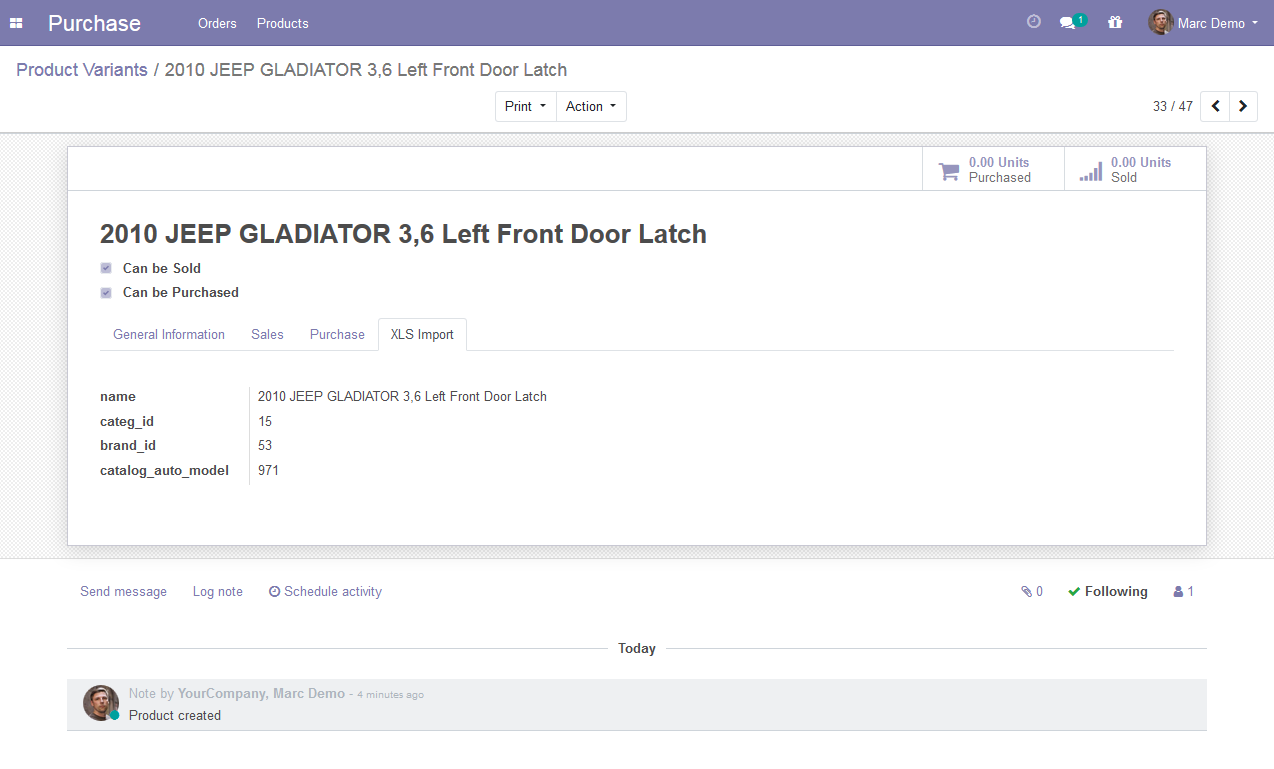 Purchase Orders Products 1 Marc Demo
Product Variants / 2010 JEEP GLADIATOR 3,6 Left Front Door Latch
Print Action 33 / 47
0.00 Units 0.00 Units
Purchased Sold
2010 JEEP GLADIATOR 3,6 Left Front Door Latch
Can be Sold
Can be Purchased
General Information Sales Purchase XLS Import
name 2010 JEEP GLADIATOR 3,6 Left Front Door Latch
categ_id 15
brand_id 53
catalog_auto_model 971
Send message Log note Schedule activity 0 Following 1
Today
Note by YourCompany, Marc Demo - 4 minutes ago
Product created